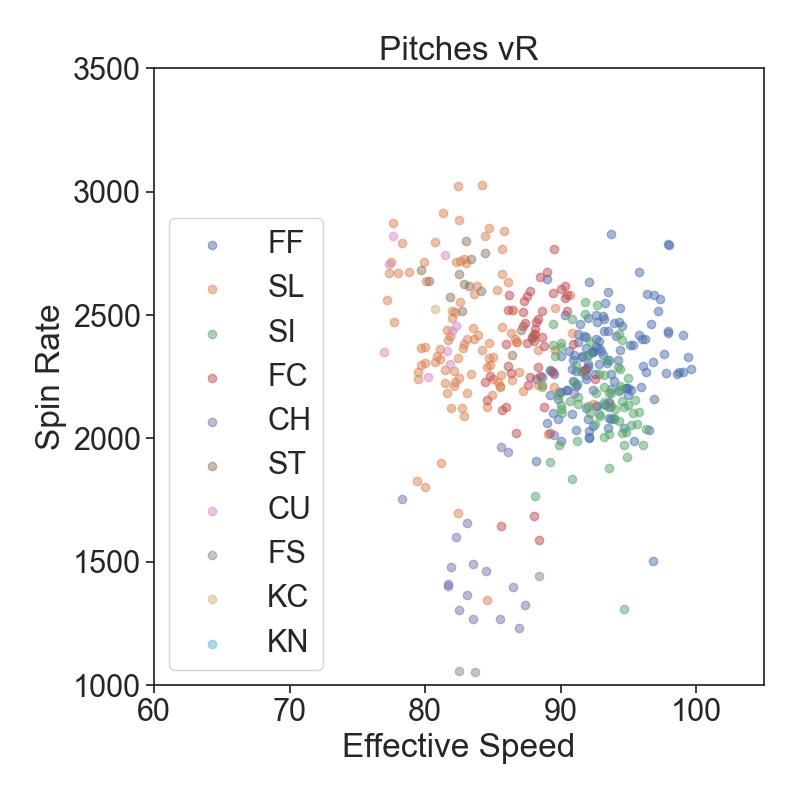 Pitches vR
3500
3000
2500
2000
1500
1000
Spin Rate
FF
SL
SI
FC
CH
ST
CU
FS
KC
KN
60 70 80 90 100
Effective Speed